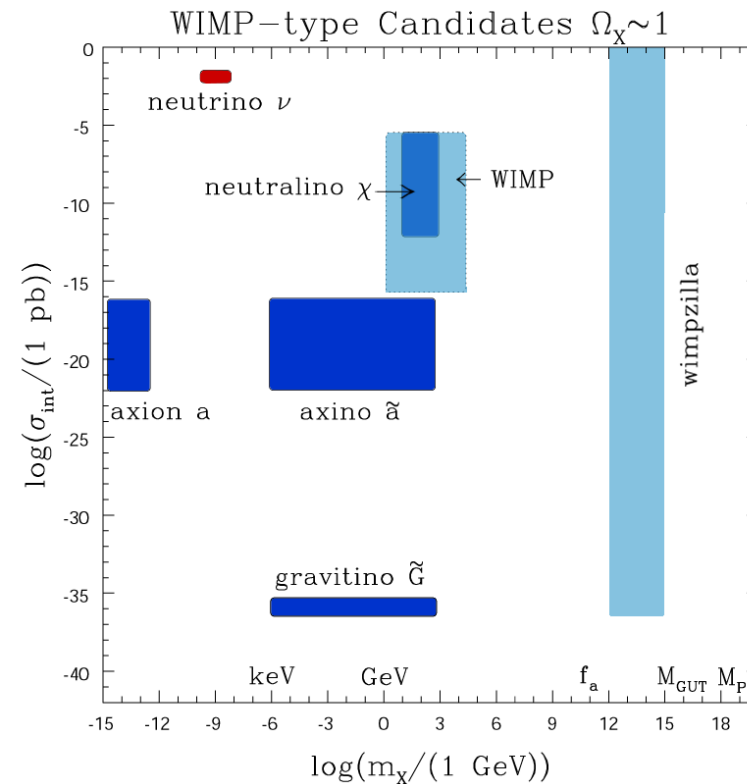 WIMP-type Candidates Ω_X~1
0
neutrino ν
-5
neutralino χ
WIMP
-10
-15
wimpzilla
log(σ_int/(1 pb))
-20
axion a
axino ã
-25
-30
gravitino G̃
-35
keV GeV f_a M_GUT M_P
-40
-15 -12 -9 -6 -3 0 3 6 9 12 15 18
log(m_X/(1 GeV))